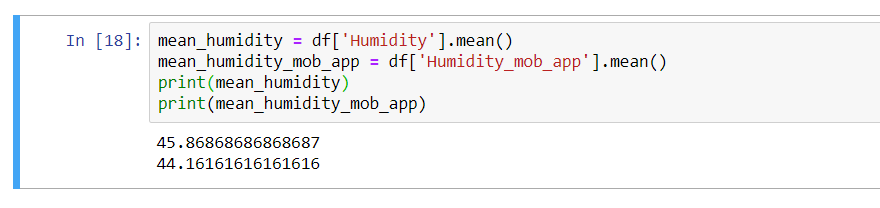 In [18]: mean_humidity = df['Humidity'].mean()
mean_humidity_mob_app = df['Humidity_mob_app'].mean()
print(mean_humidity)
print(mean_humidity_mob_app)
45.86868686868687
44.16161616161616